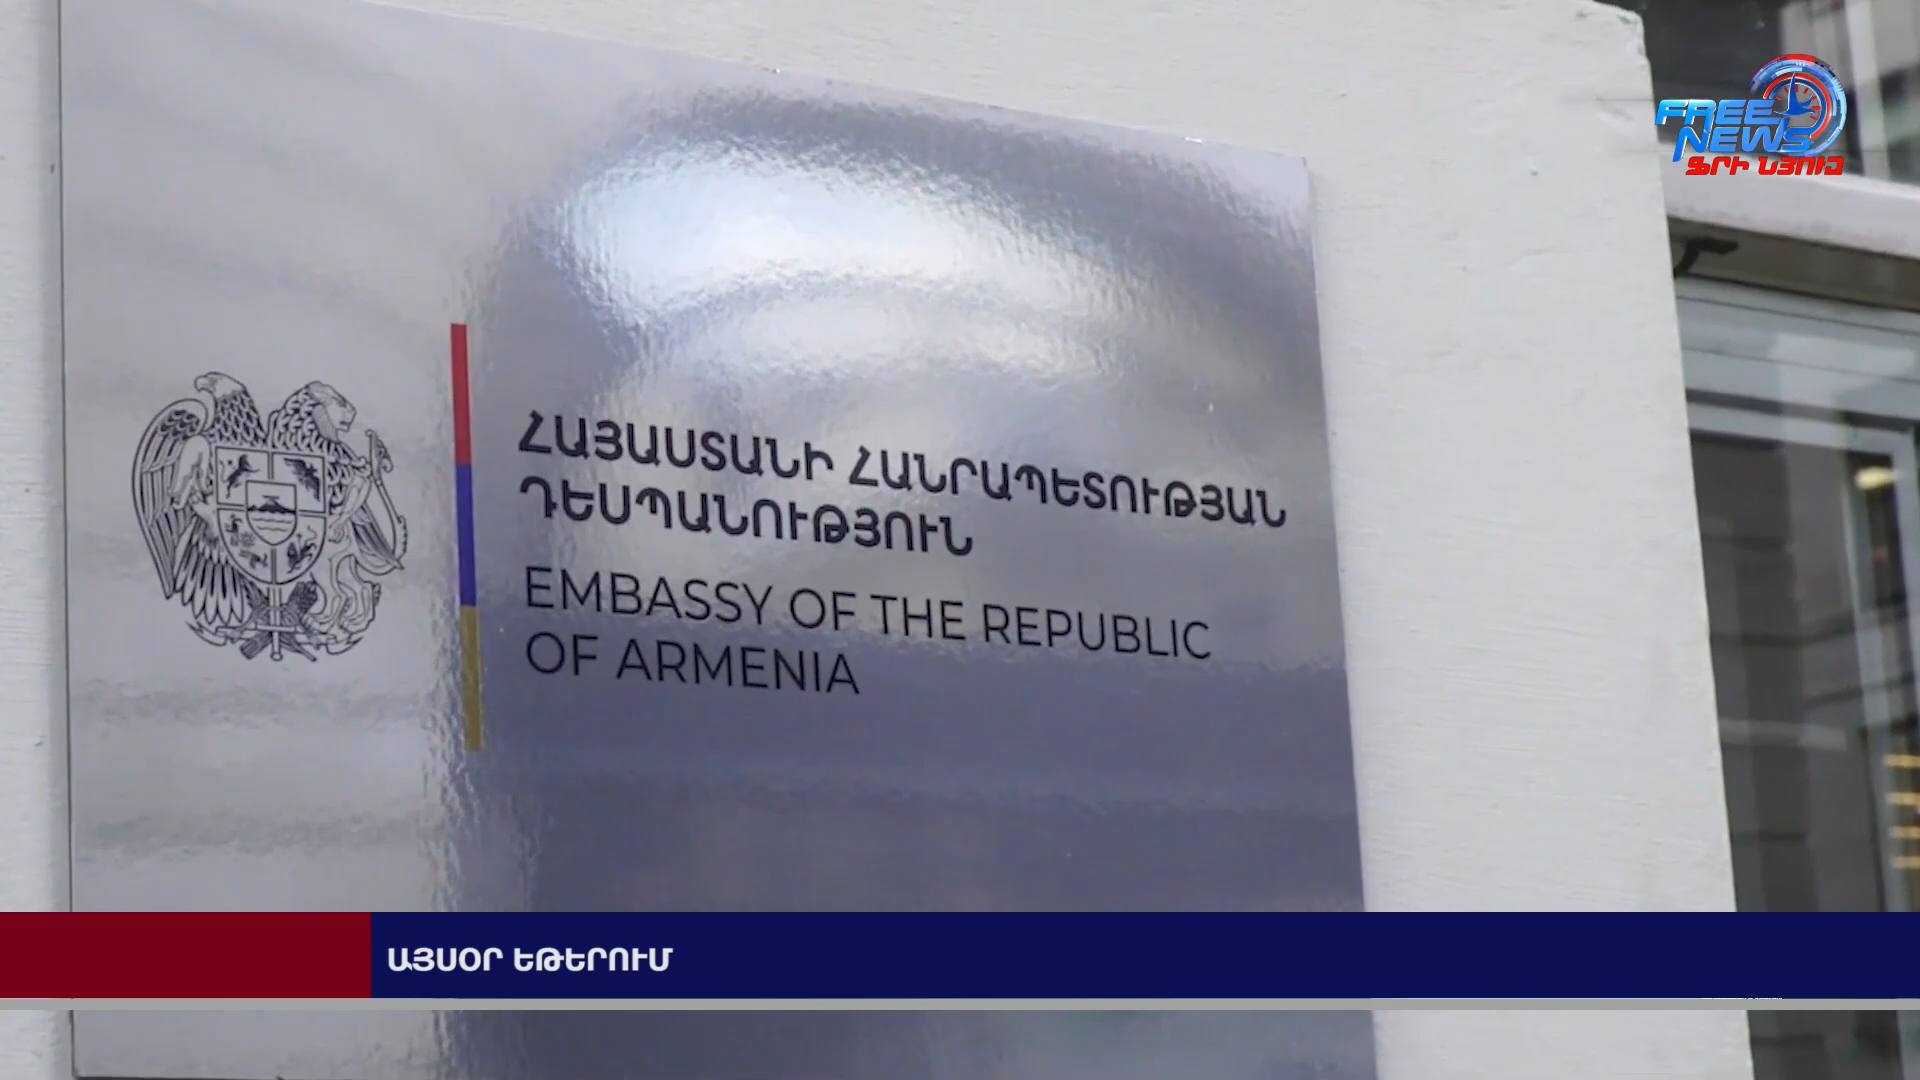 FREE
NEWS
ՖՐԻ ՆՅՈՒԶ
ՀԱՅԱՍՏԱՆԻ ՀԱՆՐԱՊԵՏՈՒԹՅԱՆ
ԴԵՍՊԱՆՈՒԹՅՈՒՆ
EMBASSY OF THE REPUBLIC
OF ARMENIA
ԱՅՍՕՐ ԵԹԵՐՈՒՄ